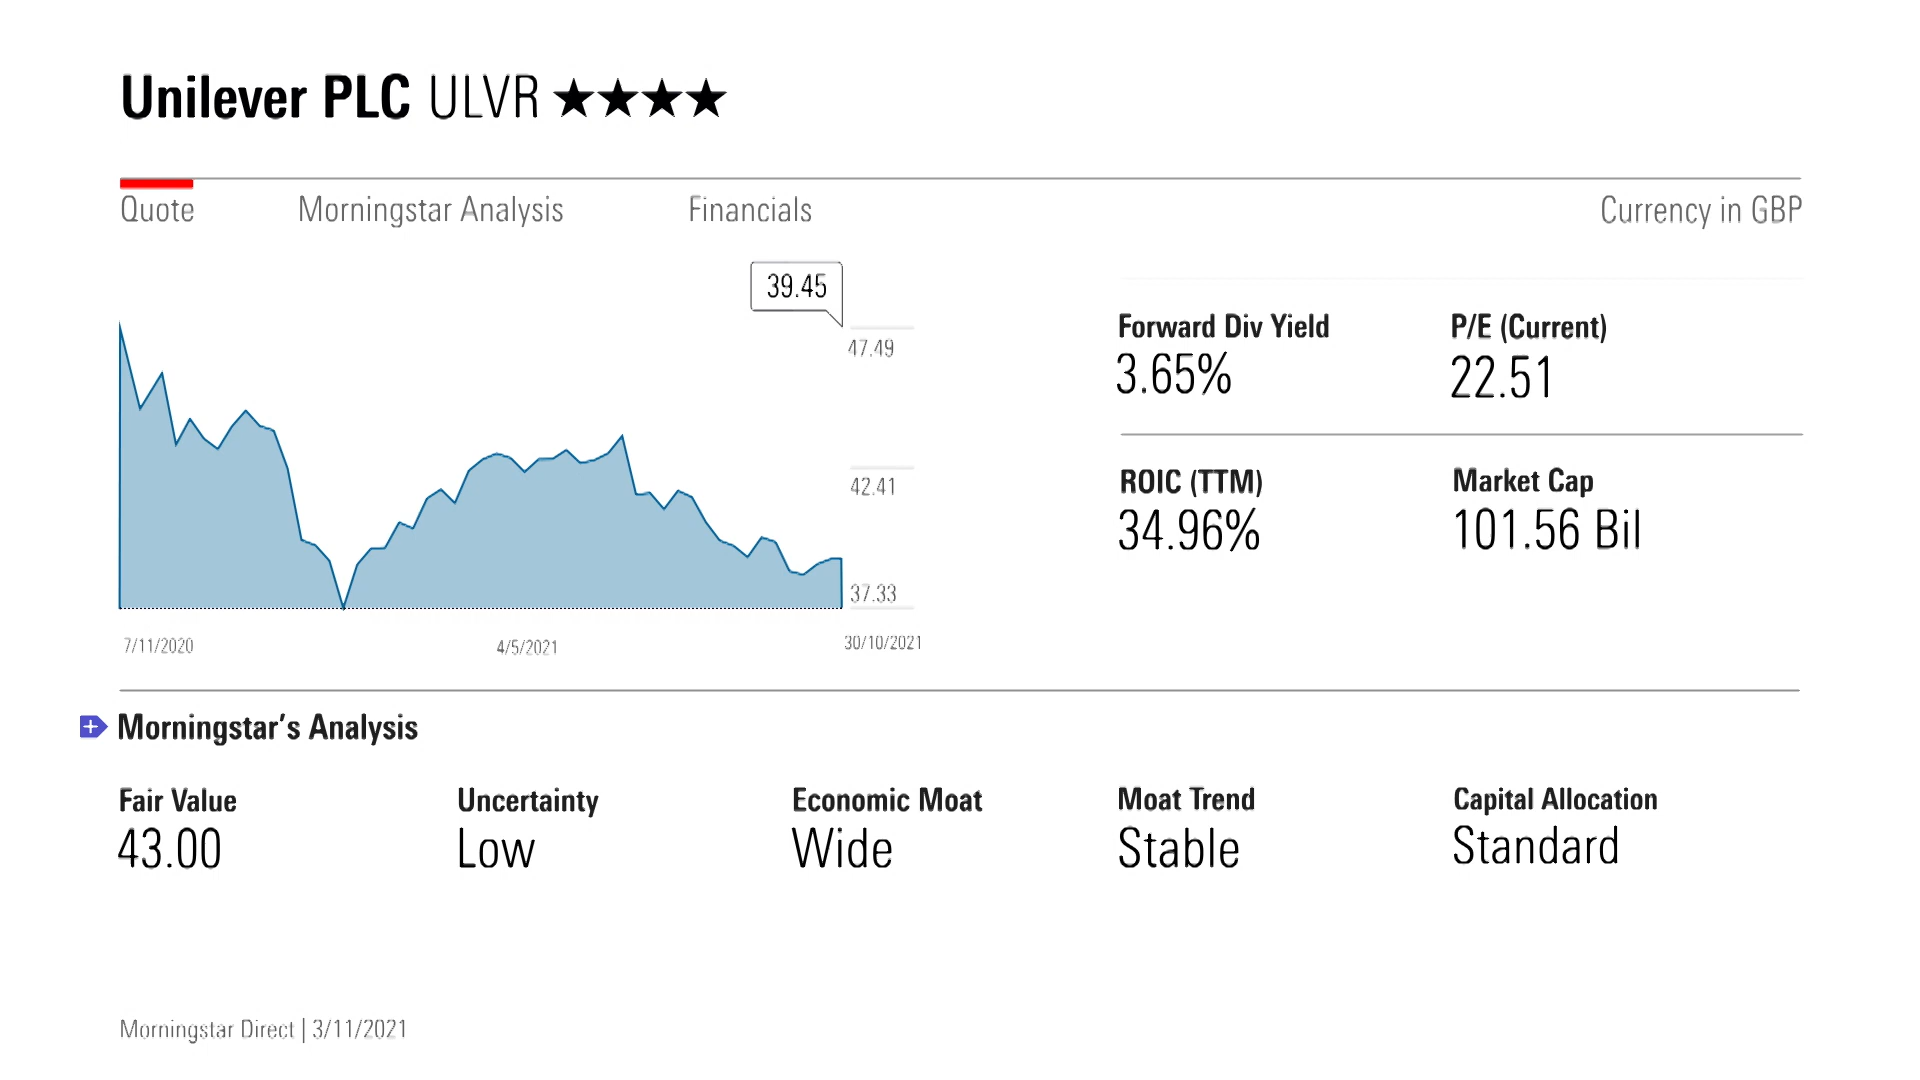 Unilever PLC ULVR ★★★★
Quote Morningstar Analysis Financials Currency in GBP
39.45
47.49
42.41
37.33
7/11/2020 4/5/2021 30/10/2021
Forward Div Yield P/E (Current)
3.65% 22.51
ROIC (TTM) Market Cap
34.96% 101.56 Bil
Morningstar’s Analysis
Fair Value Uncertainty Economic Moat Moat Trend Capital Allocation
43.00 Low Wide Stable Standard
Morningstar Direct | 3/11/2021